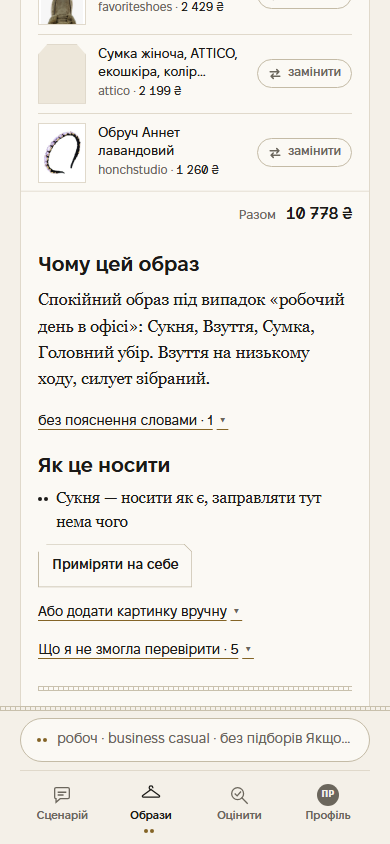 favoriteshoes · 2 429 ₴
Сумка жіноча, ATTICO,
екошкіра, колір...
attico · 2 199 ₴
замінити
Обруч Аннет
лавандовий
honchstudio · 1 260 ₴
замінити
Разом 10 778 ₴
Чому цей образ
Спокійний образ під випадок «робочий
день в офісі»: Сукня, Взуття, Сумка,
Головний убір. Взуття на низькому
ходу, силует зібраний.
без пояснення словами · 1
Як це носити
Сукня — носити як є, заправляти тут
нема чого
Приміряти на себе
Або додати картинку вручну
Що я не змогла перевірити · 5
робоч · business casual · без підборів Якщо...
Сценарій
Образи
Оцінити
ПР
Профіль